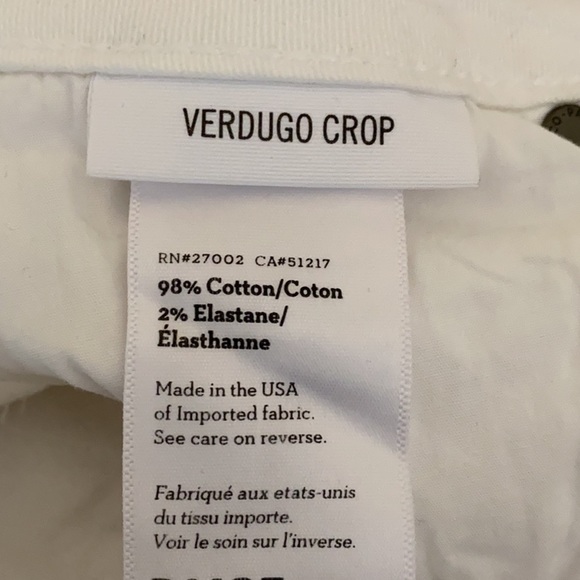 VERDUGO CROP
RN#27002 CA#51217
98% Cotton/Coton
2% Elastane/
Élasthanne
Made in the USA
of Imported fabric.
See care on reverse.
Fabriqué aux etats-unis
du tissu importe.
Voir le soin sur l'inverse.